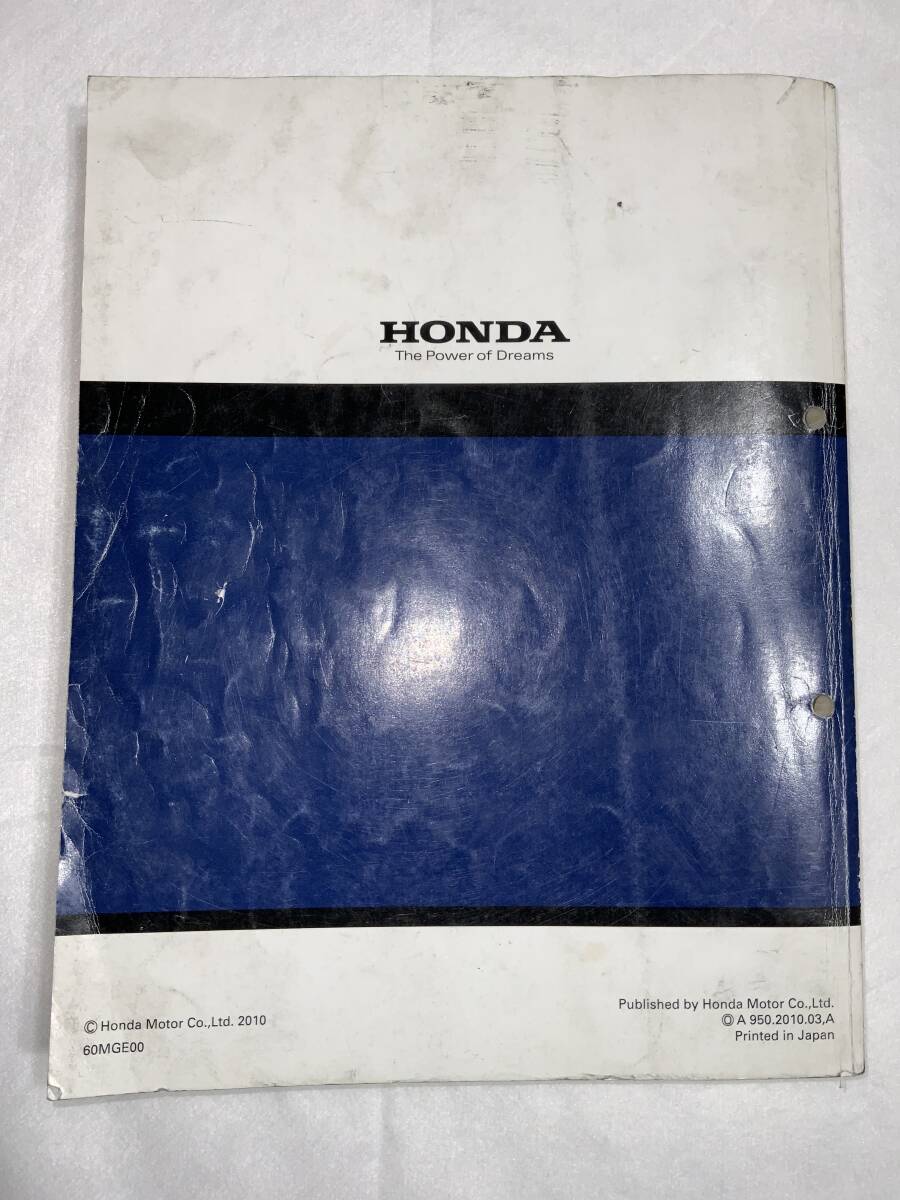 HONDA
The Power of Dreams
© Honda Motor Co.,Ltd. 2010
60MGE00
Published by Honda Motor Co.,Ltd.
◎ A 950.2010.03,A
Printed in Japan